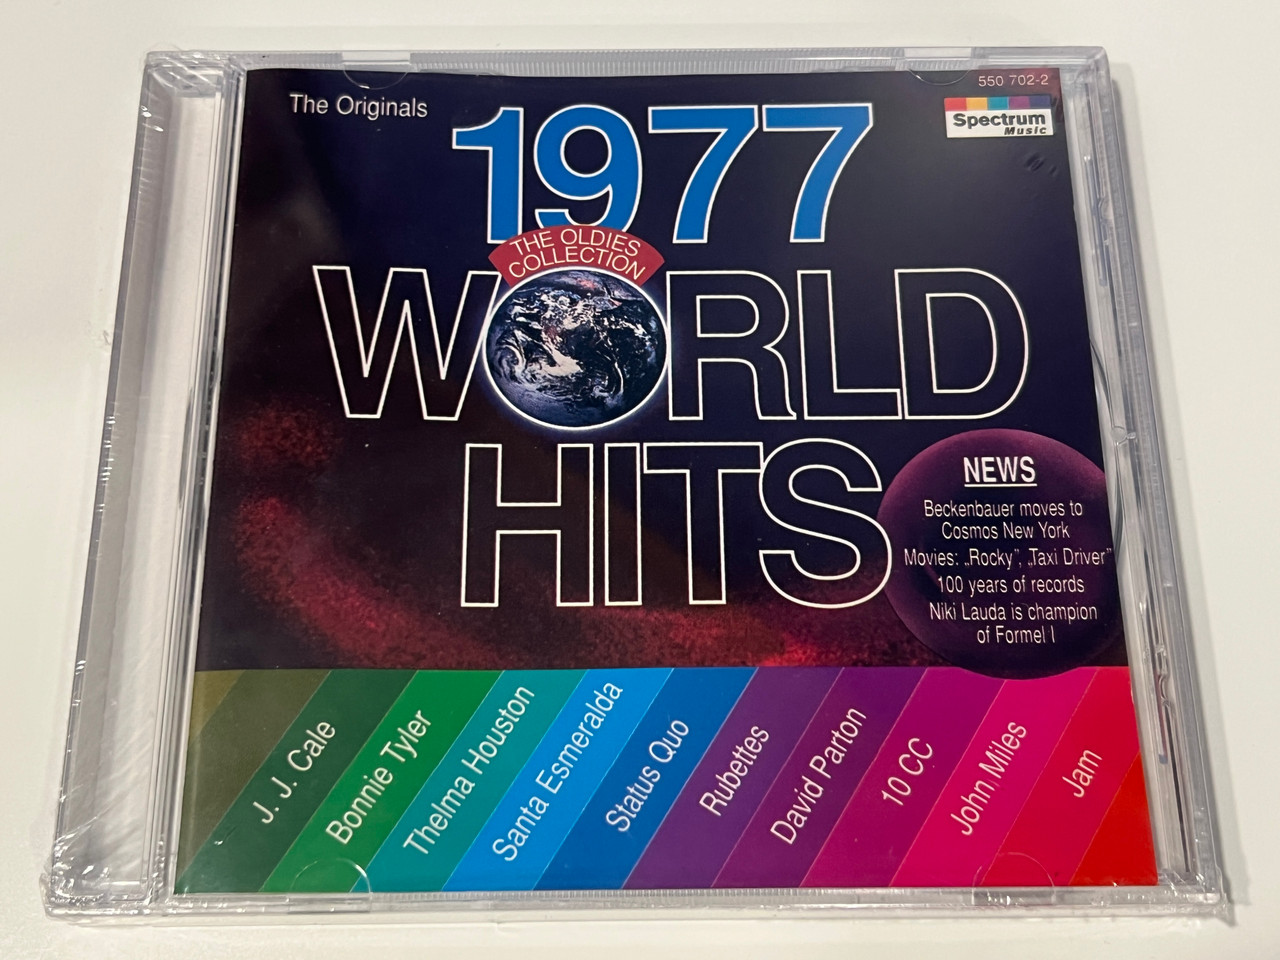 550 702-2
The Originals
Spectrum
Music
1977
THE OLDIES
COLLECTION
WORLD
HITS
NEWS
Beckenbauer moves to
Cosmos New York
Movies: „Rocky”, „Taxi Driver”
100 years of records
Niki Lauda is champion
of Formel I
J. J. Cale
Bonnie Tyler
Thelma Houston
Santa Esmeralda
Status Quo
Rubettes
David Parton
10 CC
John Miles
Jam